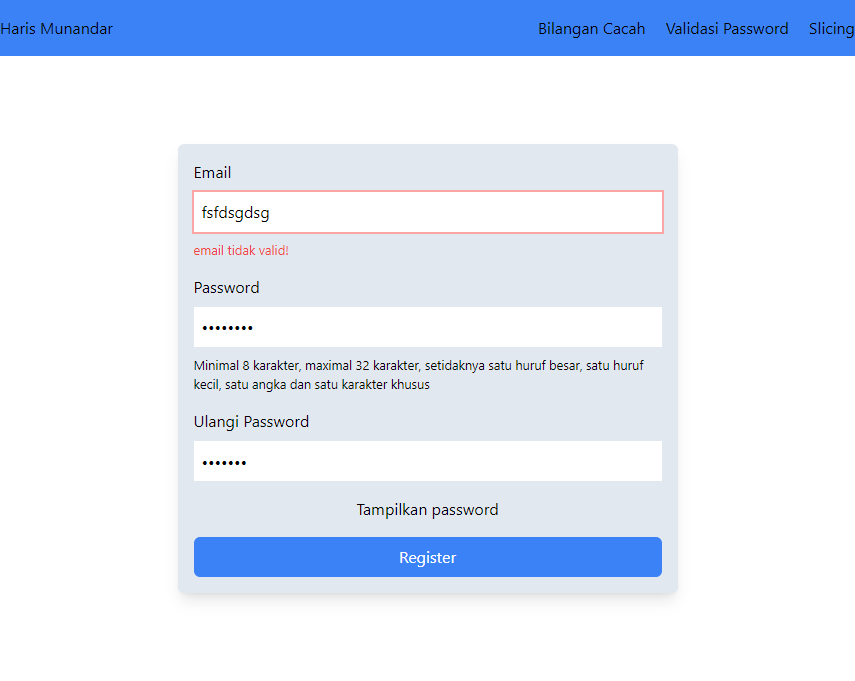 Haris Munandar
Bilangan Cacah
Validasi Password
Slicing
Email
fsfdsgdsg
email tidak valid!
Password
••••••••
Minimal 8 karakter, maximal 32 karakter, setidaknya satu huruf besar, satu huruf
kecil, satu angka dan satu karakter khusus
Ulangi Password
•••••••
Tampilkan password
Register